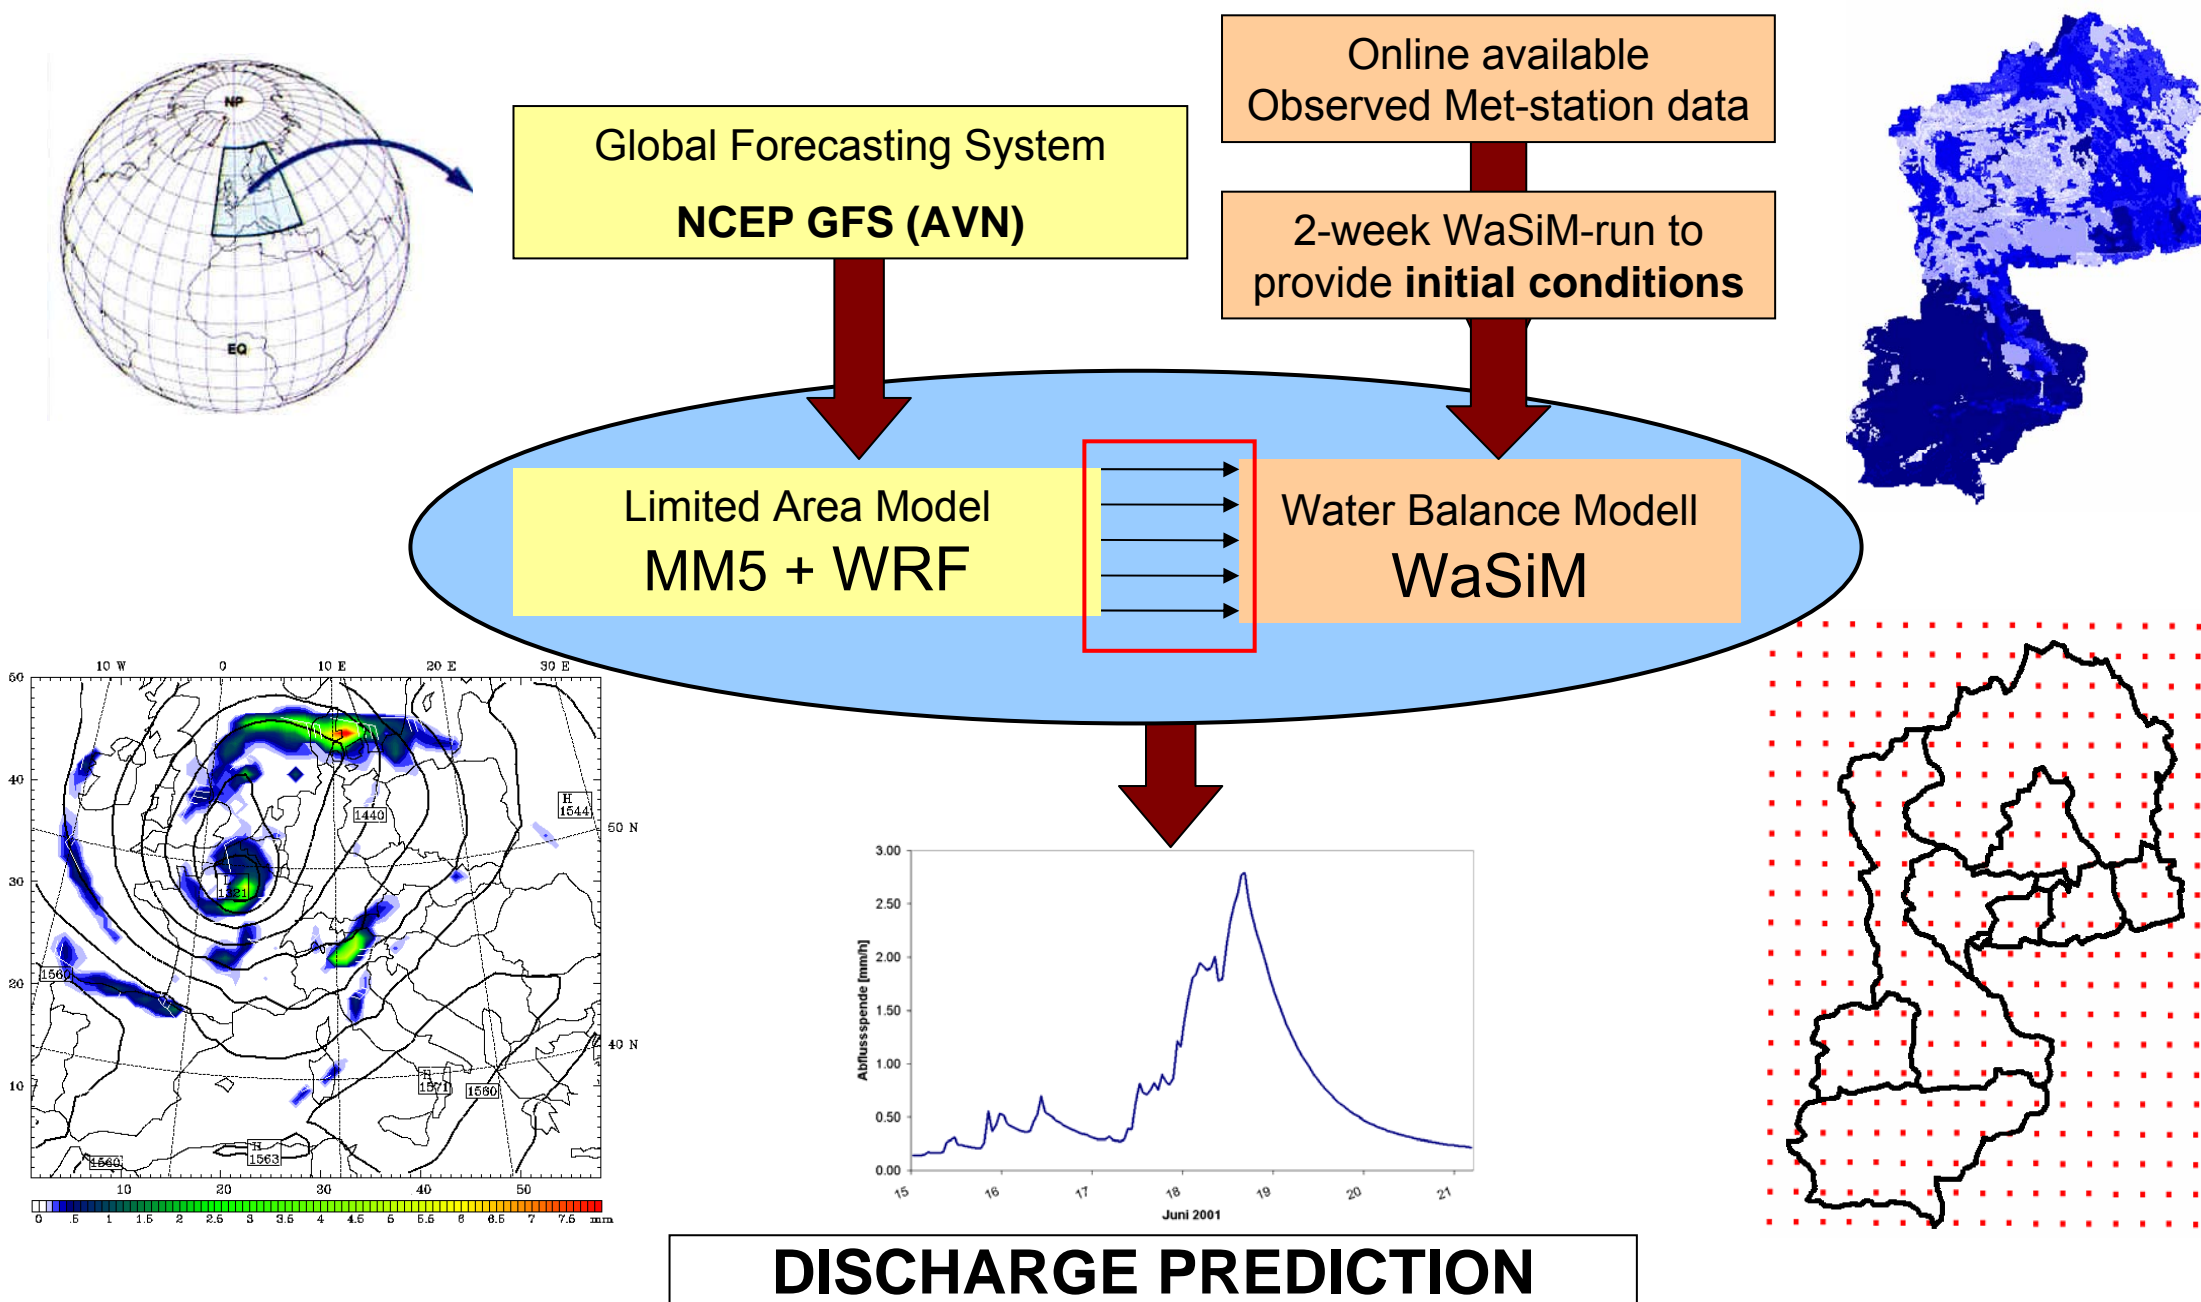 NP
EQ
Global Forecasting System
NCEP GFS (AVN)
Online available
Observed Met-station data
2-week WaSiM-run to
provide initial conditions
Limited Area Model
MM5 + WRF
Water Balance Modell
WaSiM
10 W 0 10 E 20 E 30 E
50 N
40 N
40
30
20
10
10 20 30 40 50
H
1544
1440
1560
H
1571
1560
H
1563
1560
0 .5 1 1.5 2 2.5 3 3.5 4 4.5 5 5.5 6 6.5 7 7.5 mm
3.00
2.50
2.00
1.50
1.00
0.50
0.00
Abflussspende [mm/h]
15 16 17 18 19 20 21
Juni 2001
DISCHARGE PREDICTION